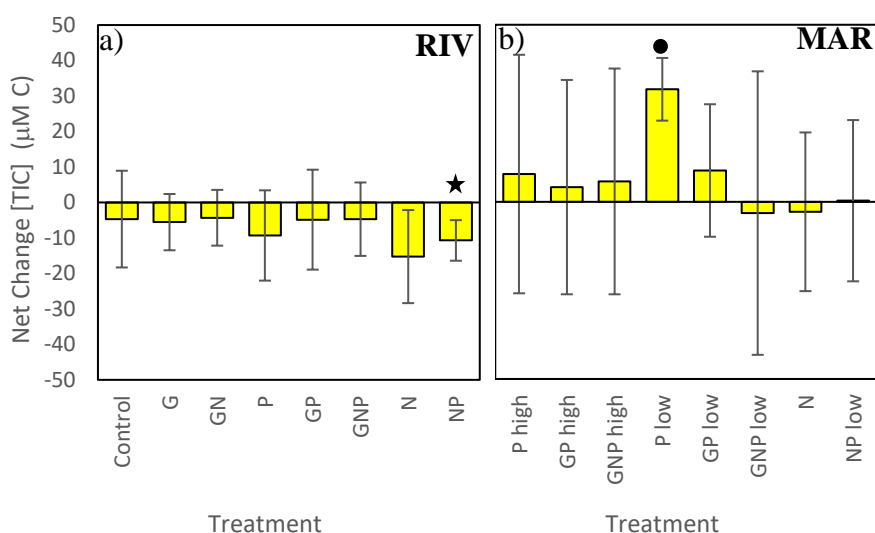 a) RIV
b) MAR
Net Change [TIC] (µM C)
50
40
30
20
10
0
-10
-20
-30
-40
-50
Control
G
GN
P
GP
GNP
N
NP
P high
GP high
GNP high
P low
GP low
GNP low
N
NP low
Treatment
Treatment